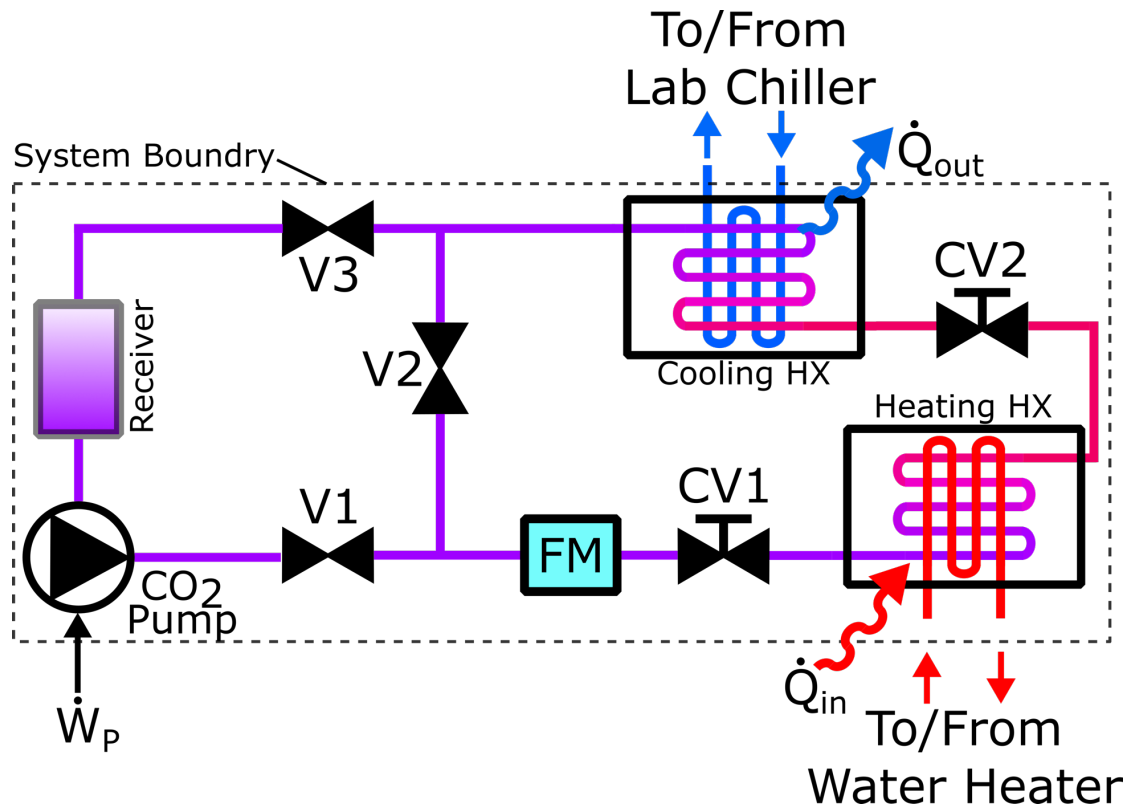 To/From
Lab Chiller
System Boundry
Q̇out
V3
CV2
Receiver
V2
Cooling HX
Heating HX
V1
CV1
FM
CO2
Pump
Q̇in
ẆP
To/From
Water Heater